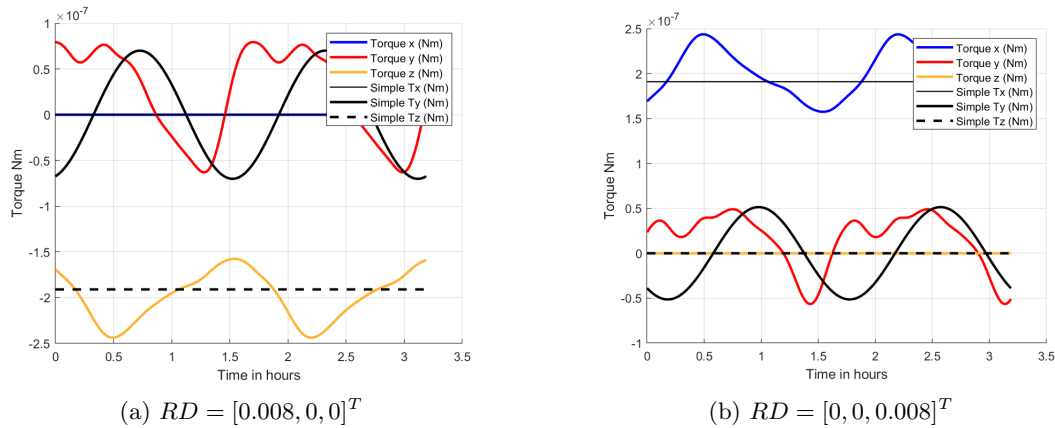 ×10⁻⁷
1
0.5
0
-0.5
-1
-1.5
-2
-2.5
Torque Nm
0 0.5 1 1.5 2 2.5 3 3.5
Time in hours
Torque x (Nm)
Torque y (Nm)
Torque z (Nm)
Simple Tx (Nm)
Simple Ty (Nm)
Simple Tz (Nm)
(a) RD = [0.008, 0, 0]ᵀ
×10⁻⁷
2.5
2
1.5
1
0.5
0
-0.5
-1
Torque Nm
0 0.5 1 1.5 2 2.5 3 3.5
Time in hours
Torque x (Nm)
Torque y (Nm)
Torque z (Nm)
Simple Tx (Nm)
Simple Ty (Nm)
Simple Tz (Nm)
(b) RD = [0, 0, 0.008]ᵀ